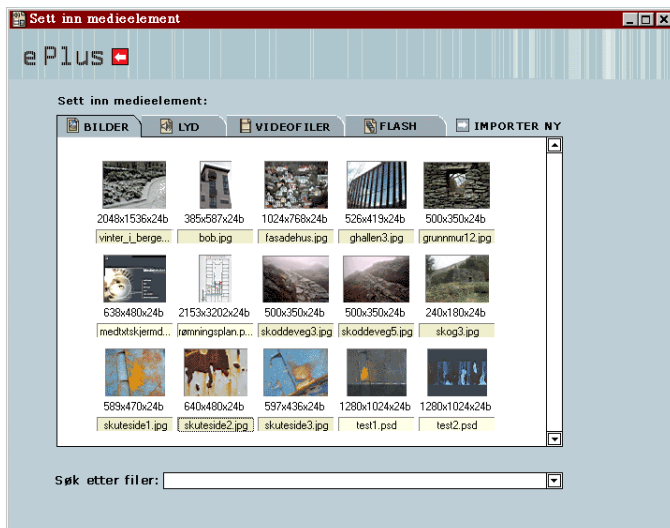 Sett inn medieelement
ePlus
Sett inn medieelement:
BILDER LYD VIDEOFILER FLASH IMPORTER NY
2048x1536x24b 385x587x24b 1024x768x24b 526x419x24b 500x350x24b
vinter_i_berge... bob.jpg fasadehus.jpg ghallen3.jpg grunnmur12.jpg
638x480x24b 2153x3202x24b 500x350x24b 500x350x24b 240x180x24b
medtxtskjermd... rømningsplan.p... skoddeveg3.jpg skoddeveg5.jpg skog3.jpg
589x470x24b 640x480x24b 597x436x24b 1280x1024x24b 1280x1024x24b
skuteside1.jpg skuteside2.jpg skuteside3.jpg test1.psd test2.psd
Søk etter filer: